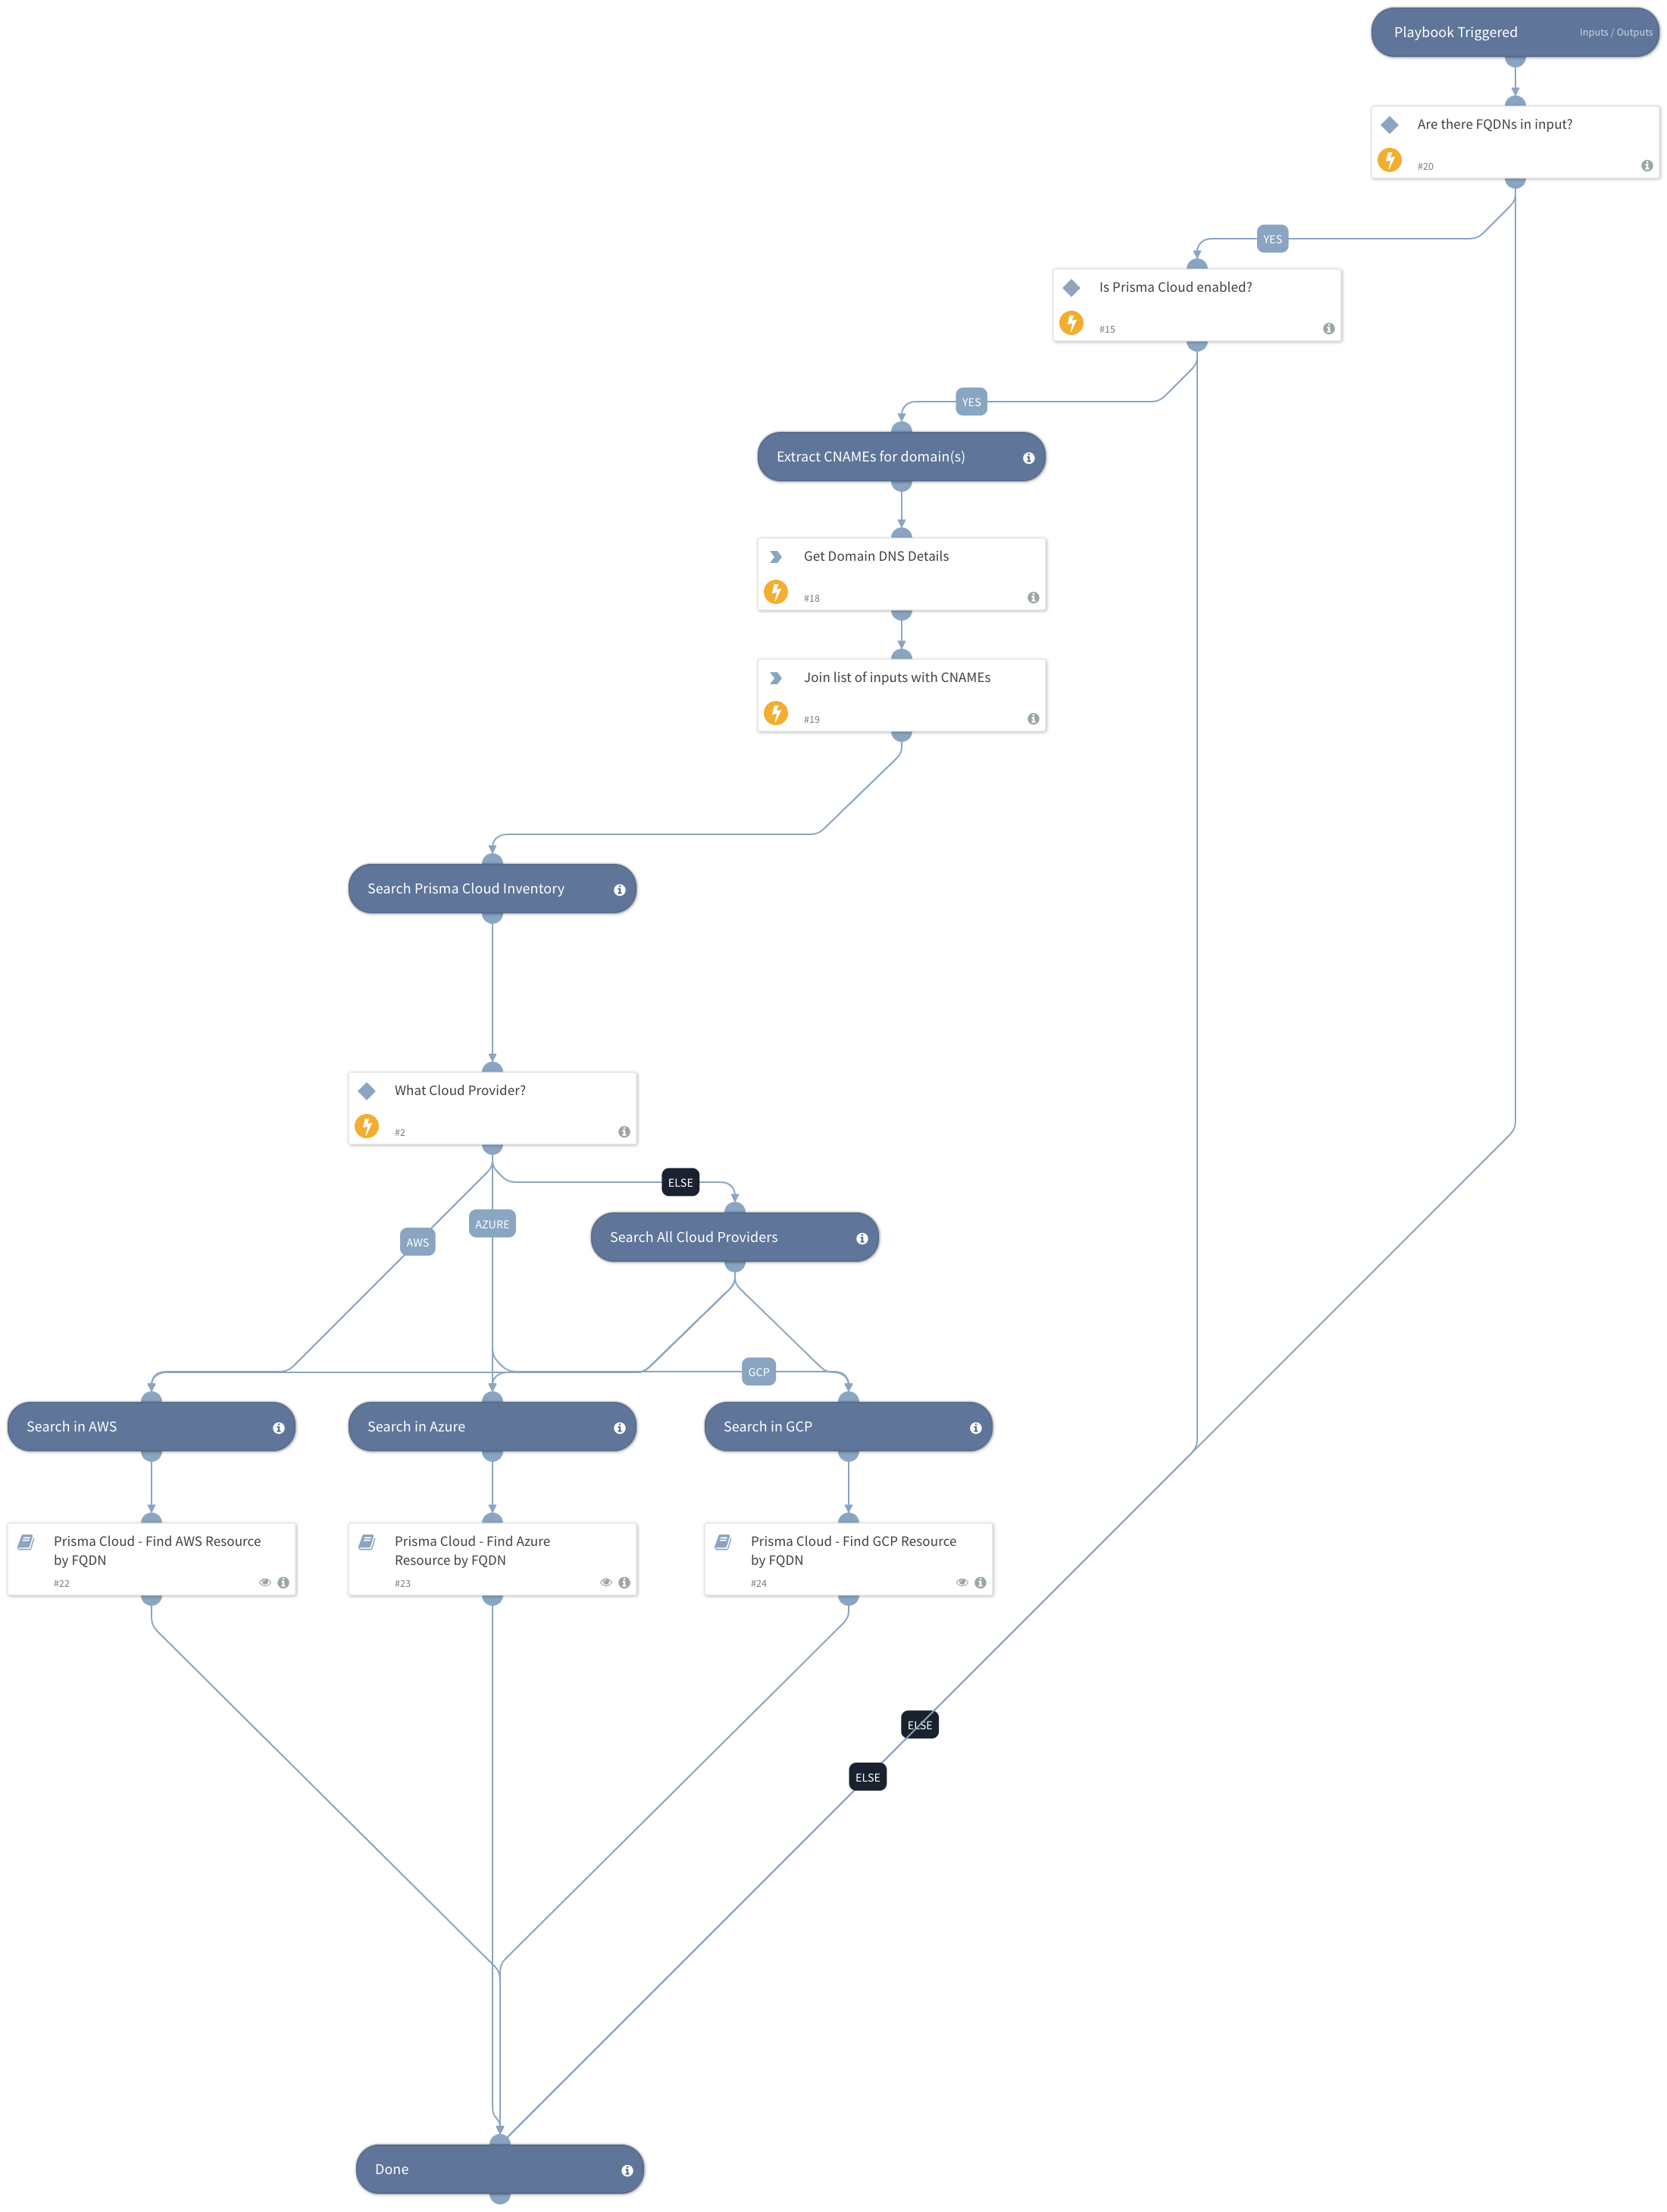 Playbook Triggered
Inputs / Outputs
Are there FQDNs in input?
#20
YES
Is Prisma Cloud enabled?
#15
YES
Extract CNAMEs for domain(s)
Get Domain DNS Details
#18
Join list of inputs with CNAMEs
#19
Search Prisma Cloud Inventory
What Cloud Provider?
#2
ELSE
AZURE
AWS
Search All Cloud Providers
GCP
Search in AWS
Search in Azure
Search in GCP
Prisma Cloud - Find AWS Resource
by FQDN
#22
Prisma Cloud - Find Azure
Resource by FQDN
#23
Prisma Cloud - Find GCP Resource
by FQDN
#24
ELSE
ELSE
Done